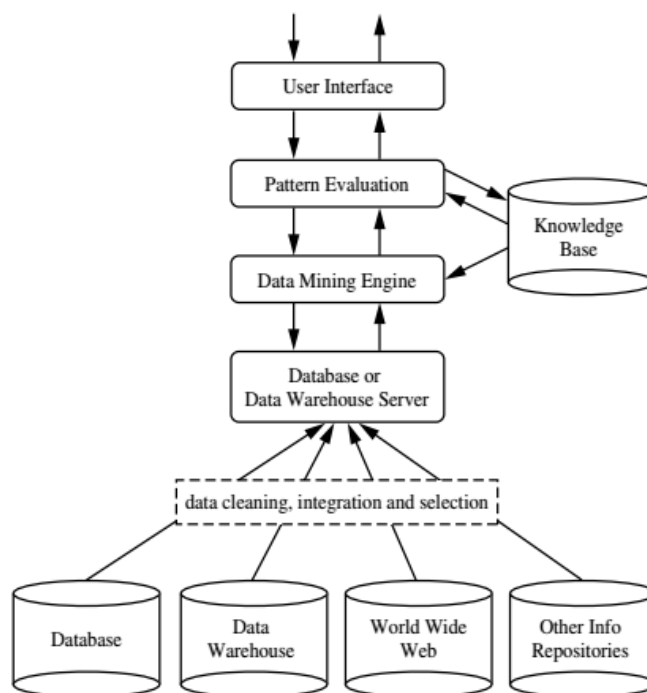 User Interface
Pattern Evaluation
Knowledge
Base
Data Mining Engine
Database or
Data Warehouse Server
data cleaning, integration and selection
Database
Data
Warehouse
World Wide
Web
Other Info
Repositories